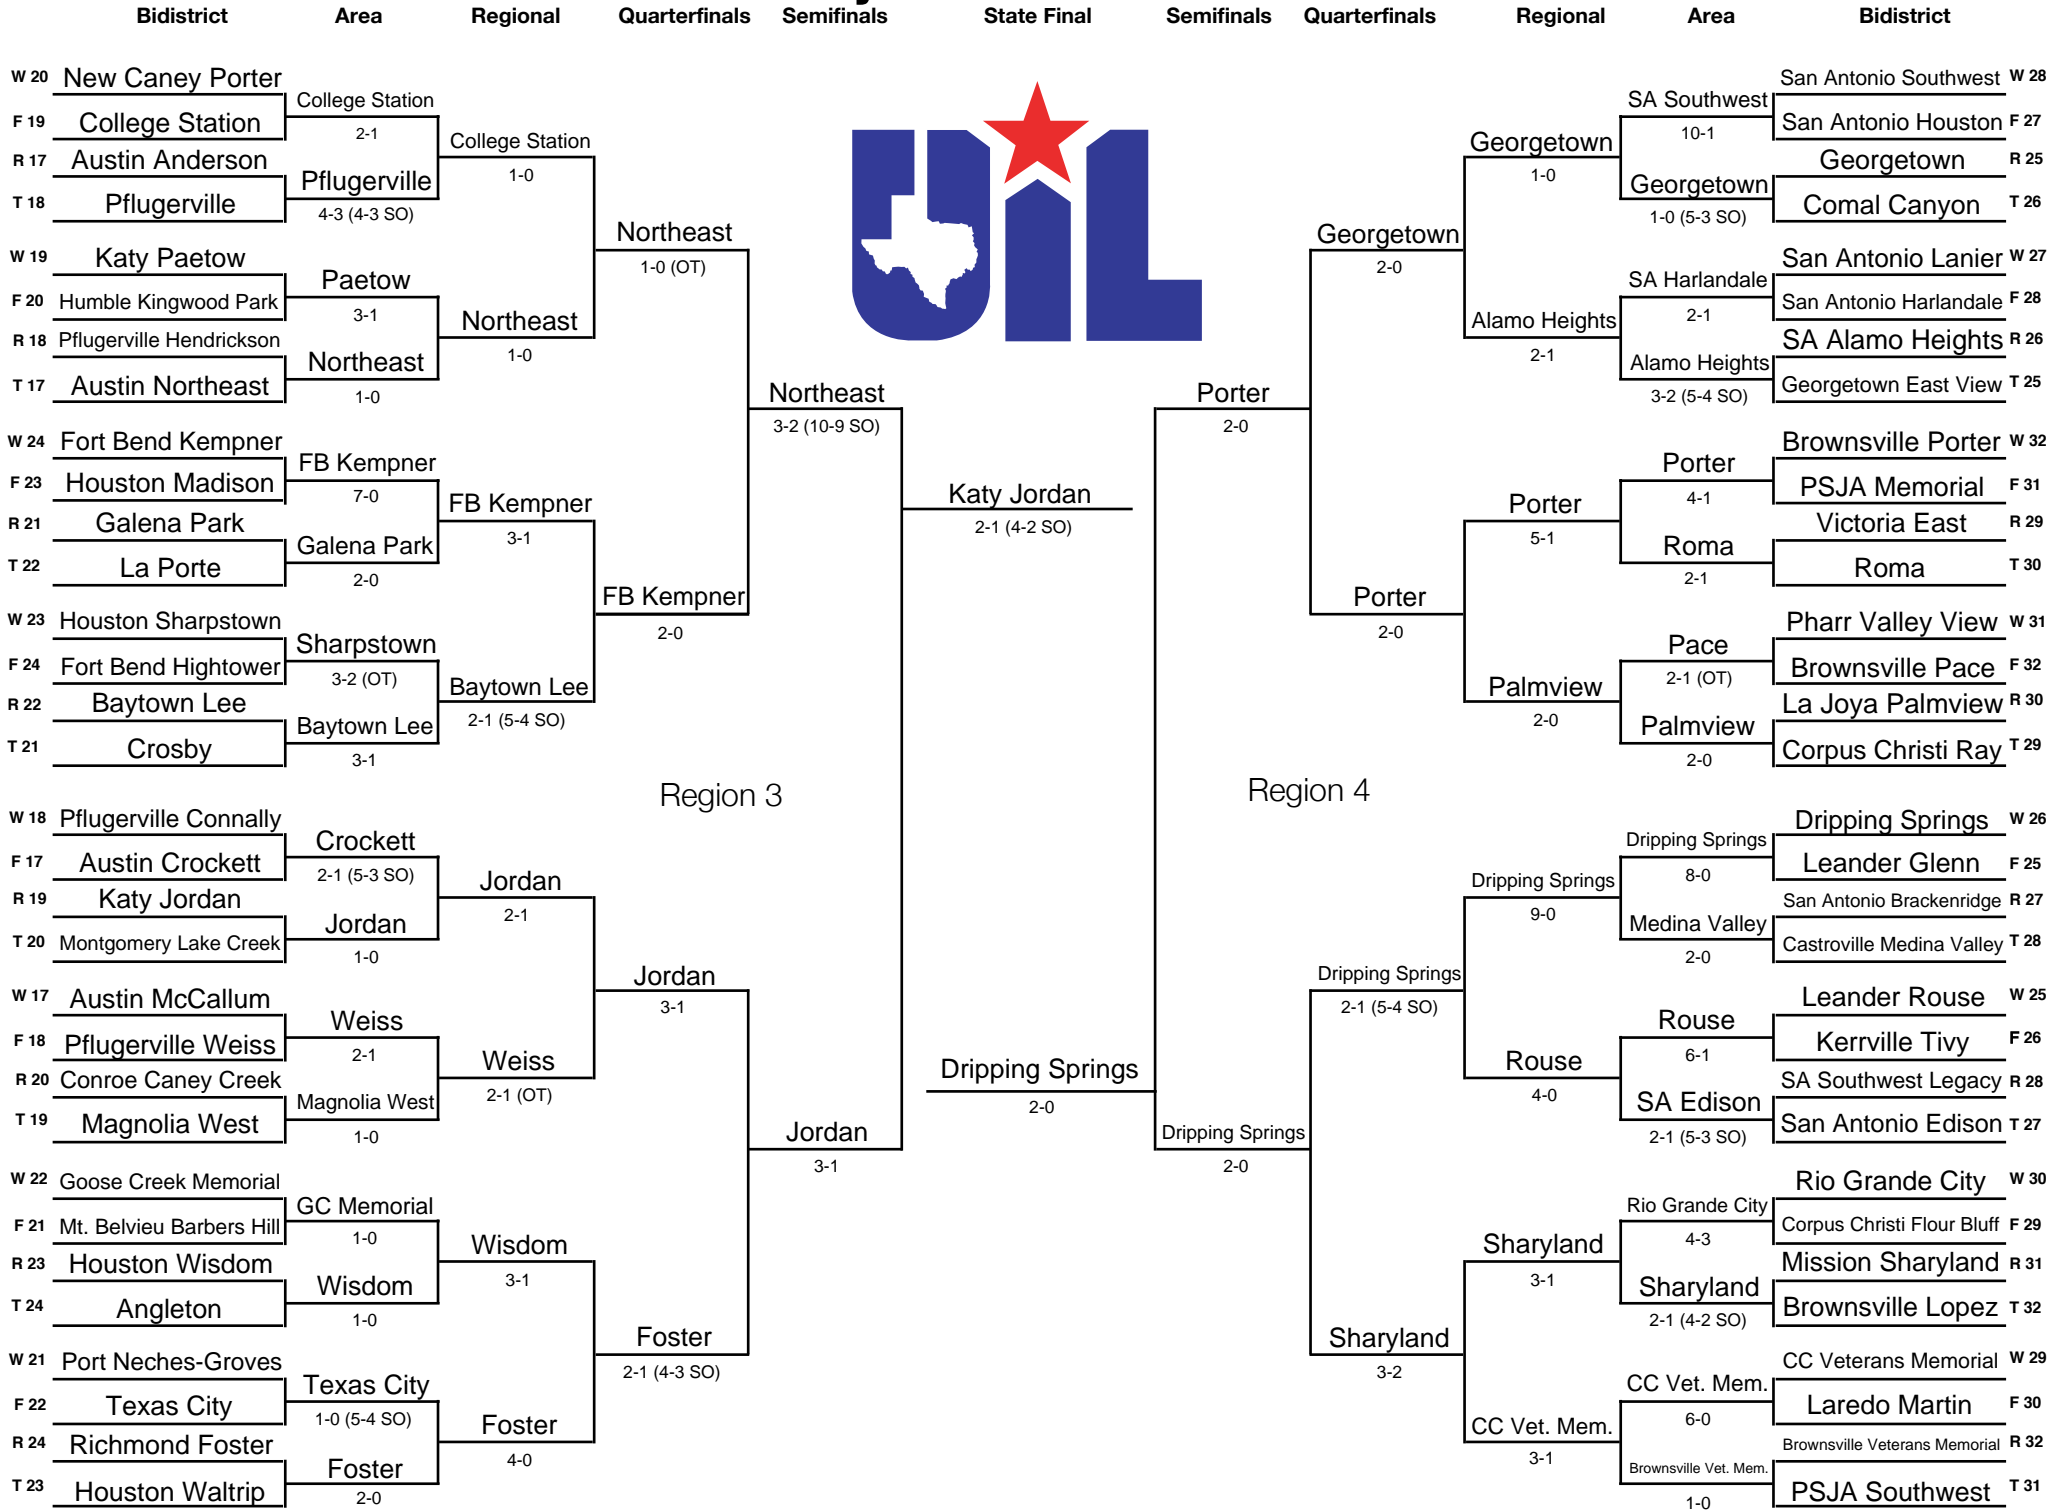 Bidistrict Area Regional Quarterfinals Semifinals State Final Semifinals Quarterfinals Regional Area Bidistrict
W 20 New Caney Porter
College Station
F 19 College Station
2-1
College Station
R 17 Austin Anderson
1-0
Pflugerville
T 18 Pflugerville
4-3 (4-3 SO)
Northeast
1-0 (OT)
W 19 Katy Paetow
Paetow
F 20 Humble Kingwood Park
3-1
Northeast
R 18 Pflugerville Hendrickson
1-0
Northeast
T 17 Austin Northeast
1-0
Northeast
3-2 (10-9 SO)
W 24 Fort Bend Kempner
FB Kempner
F 23 Houston Madison
7-0
FB Kempner
R 21 Galena Park
3-1
Galena Park
T 22 La Porte
2-0
FB Kempner
2-0
W 23 Houston Sharpstown
Sharpstown
F 24 Fort Bend Hightower
3-2 (OT)
Baytown Lee
R 22 Baytown Lee
2-1 (5-4 SO)
Baytown Lee
T 21 Crosby
3-1
Region 3
Katy Jordan
2-1 (4-2 SO)
W 18 Pflugerville Connally
Crockett
F 17 Austin Crockett
2-1 (5-3 SO)
Jordan
R 19 Katy Jordan
2-1
Jordan
T 20 Montgomery Lake Creek
1-0
Jordan
3-1
W 17 Austin McCallum
Weiss
F 18 Pflugerville Weiss
2-1
Weiss
R 20 Conroe Caney Creek
2-1 (OT)
Magnolia West
T 19 Magnolia West
1-0
Jordan
3-1
W 22 Goose Creek Memorial
GC Memorial
F 21 Mt. Belvieu Barbers Hill
1-0
Wisdom
R 23 Houston Wisdom
3-1
Wisdom
T 24 Angleton
1-0
Foster
2-1 (4-3 SO)
W 21 Port Neches-Groves
Texas City
F 22 Texas City
1-0 (5-4 SO)
Foster
R 24 Richmond Foster
4-0
Foster
T 23 Houston Waltrip
2-0
UIL
San Antonio Southwest W 28
SA Southwest
San Antonio Houston F 27
10-1
Georgetown
Georgetown R 25
1-0
Georgetown
Comal Canyon T 26
1-0 (5-3 SO)
Georgetown
2-0
San Antonio Lanier W 27
SA Harlandale
San Antonio Harlandale F 28
2-1
Alamo Heights
SA Alamo Heights R 26
2-1
Alamo Heights
Georgetown East View T 25
3-2 (5-4 SO)
Porter
2-0
Brownsville Porter W 32
Porter
PSJA Memorial F 31
4-1
Porter
Victoria East R 29
5-1
Roma
Roma T 30
2-1
Porter
2-0
Pharr Valley View W 31
Pace
Brownsville Pace F 32
2-1 (OT)
Palmview
La Joya Palmview R 30
2-0
Palmview
Corpus Christi Ray T 29
2-0
Region 4
Dripping Springs
2-0
Dripping Springs W 26
Dripping Springs
Leander Glenn F 25
8-0
Dripping Springs
San Antonio Brackenridge R 27
9-0
Medina Valley
Castroville Medina Valley T 28
2-0
Dripping Springs
2-1 (5-4 SO)
Leander Rouse W 25
Rouse
Kerrville Tivy F 26
6-1
Rouse
SA Southwest Legacy R 28
4-0
SA Edison
San Antonio Edison T 27
2-1 (5-3 SO)
Dripping Springs
2-0
Rio Grande City W 30
Rio Grande City
Corpus Christi Flour Bluff F 29
4-3
Sharyland
Mission Sharyland R 31
3-1
Sharyland
Brownsville Lopez T 32
2-1 (4-2 SO)
Sharyland
3-2
CC Veterans Memorial W 29
CC Vet. Mem.
Laredo Martin F 30
6-0
CC Vet. Mem.
Brownsville Veterans Memorial R 32
3-1
Brownsville Vet. Mem.
PSJA Southwest T 31
1-0